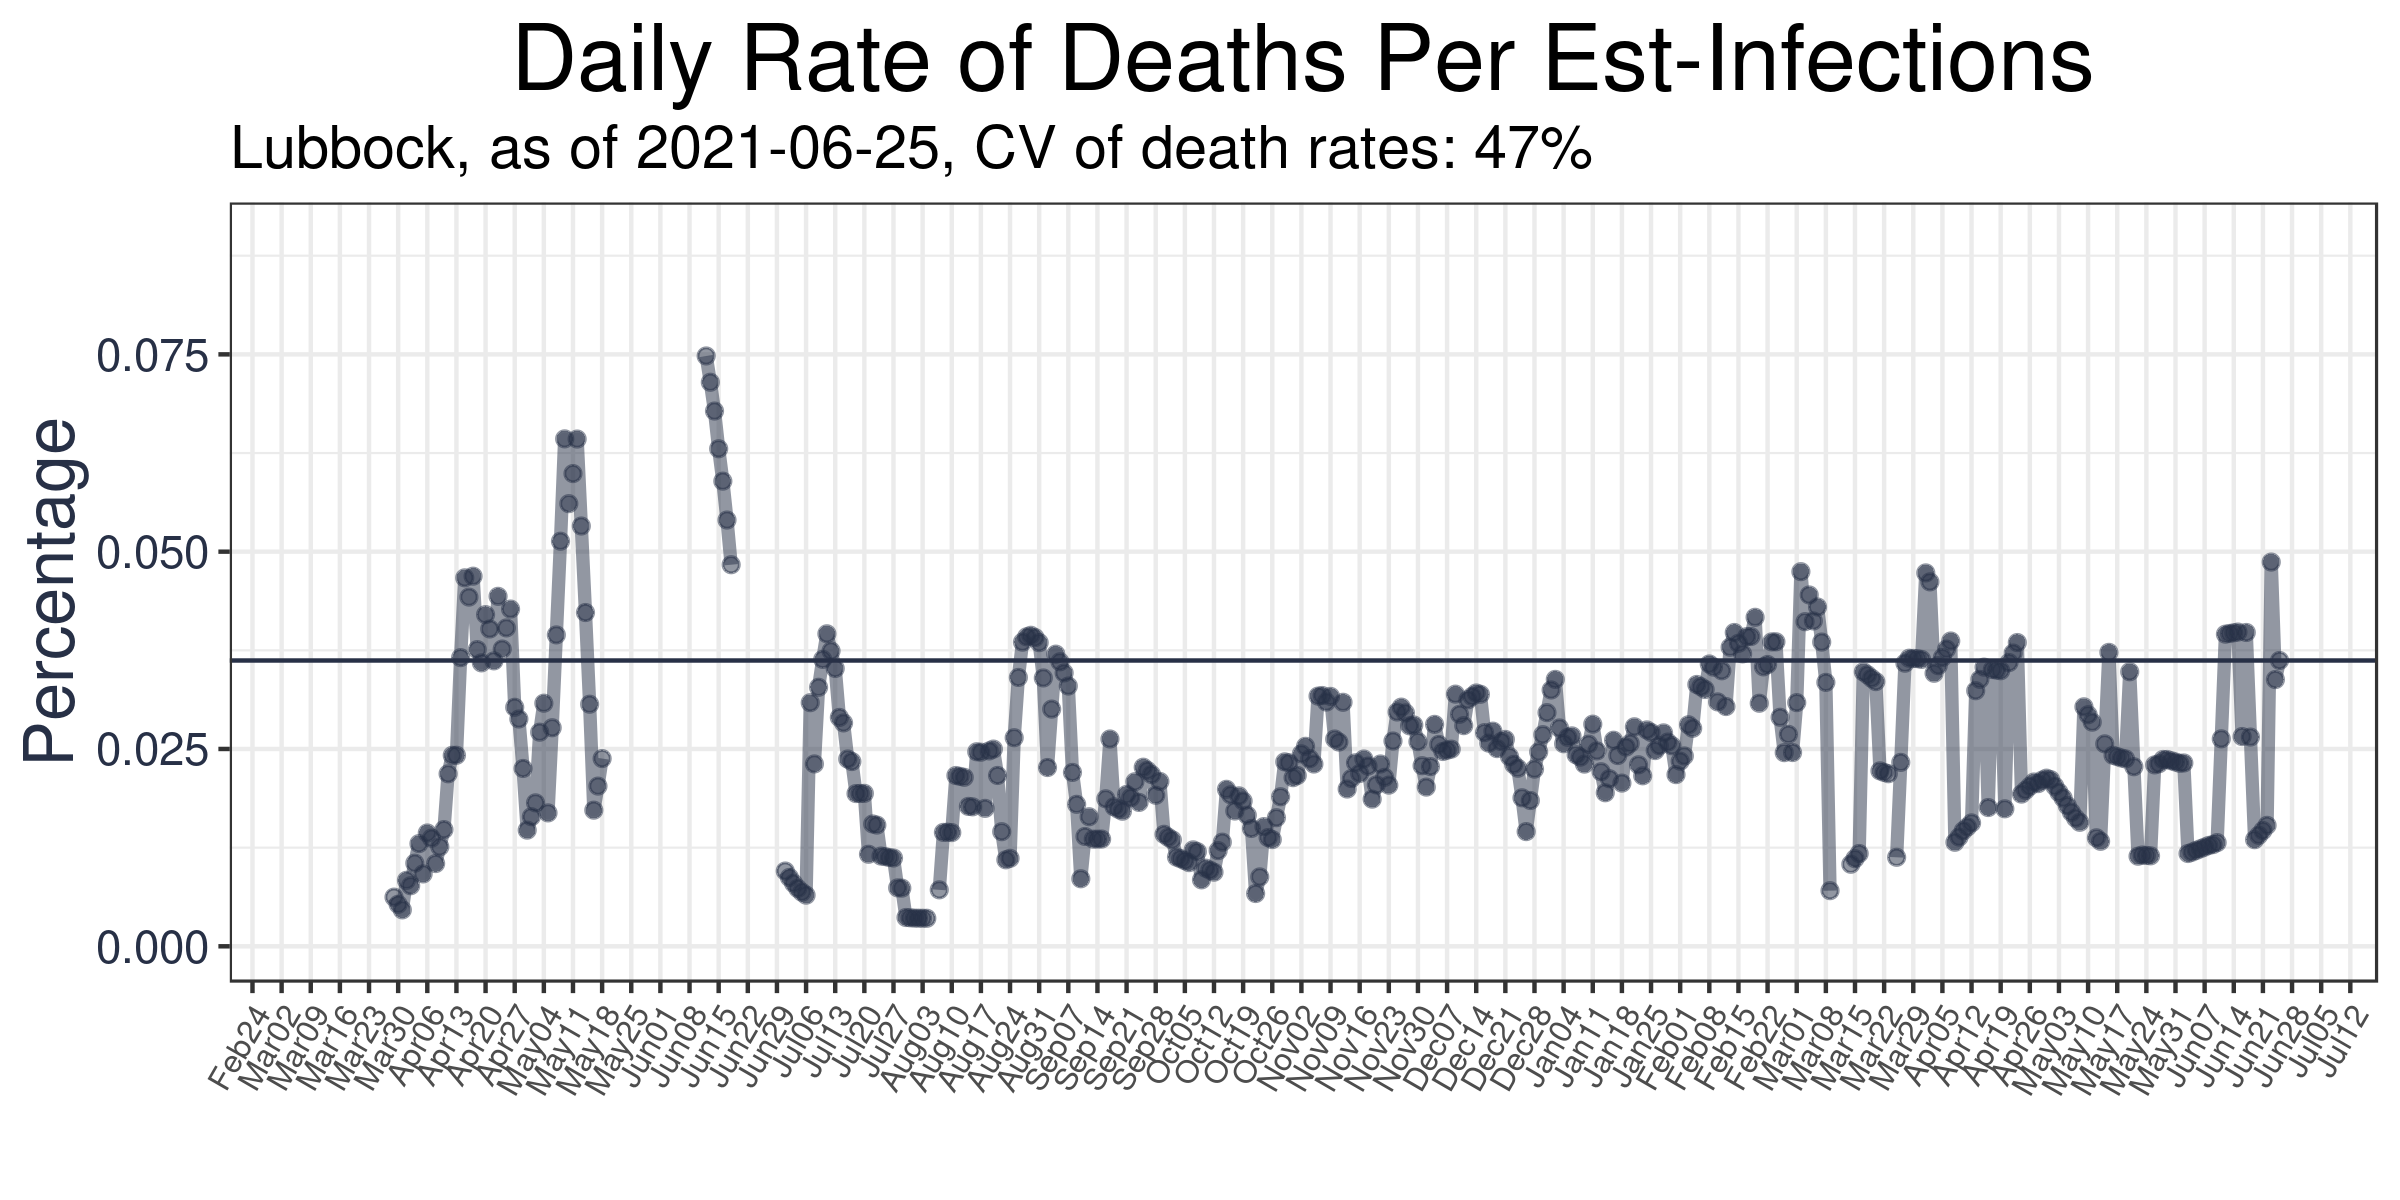 Daily Rate of Deaths Per Est-Infections
Lubbock, as of 2021-06-25, CV of death rates: 47%
Percentage
0.075
0.050
0.025
0.000
Feb24
Mar02
Mar09
Mar16
Mar23
Mar30
Apr06
Apr13
Apr20
Apr27
May04
May11
May18
May25
Jun01
Jun08
Jun15
Jun22
Jun29
Jul06
Jul13
Jul20
Jul27
Aug03
Aug10
Aug17
Aug24
Aug31
Sep07
Sep14
Sep21
Sep28
Oct05
Oct12
Oct19
Oct26
Nov02
Nov09
Nov16
Nov23
Nov30
Dec07
Dec14
Dec21
Dec28
Jan04
Jan11
Jan18
Jan25
Feb01
Feb08
Feb15
Feb22
Mar01
Mar08
Mar15
Mar22
Mar29
Apr05
Apr12
Apr19
Apr26
May03
May10
May17
May24
May31
Jun07
Jun14
Jun21
Jun28
Jul05
Jul12